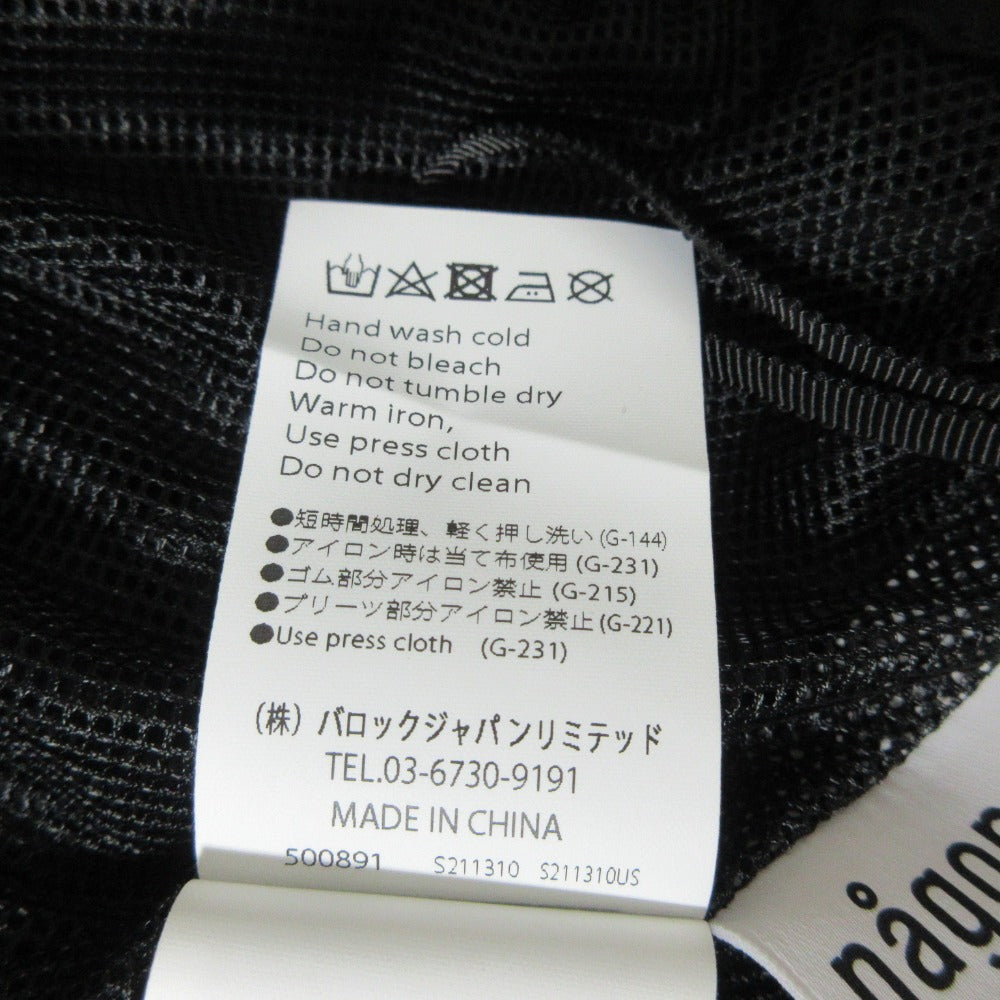 Hand wash cold
Do not bleach
Do not tumble dry
Warm iron,
Use press cloth
Do not dry clean
●短時間処理、軽く押し洗い(G-144)
●アイロン時は当て布使用(G-231)
●ゴム部分アイロン禁止(G-215)
●プリーツ部分アイロン禁止(G-221)
●Use press cloth (G-231)
(株)バロックジャパンリミテッド
TEL.03-6730-9191
MADE IN CHINA
500891 S211310 S211310US